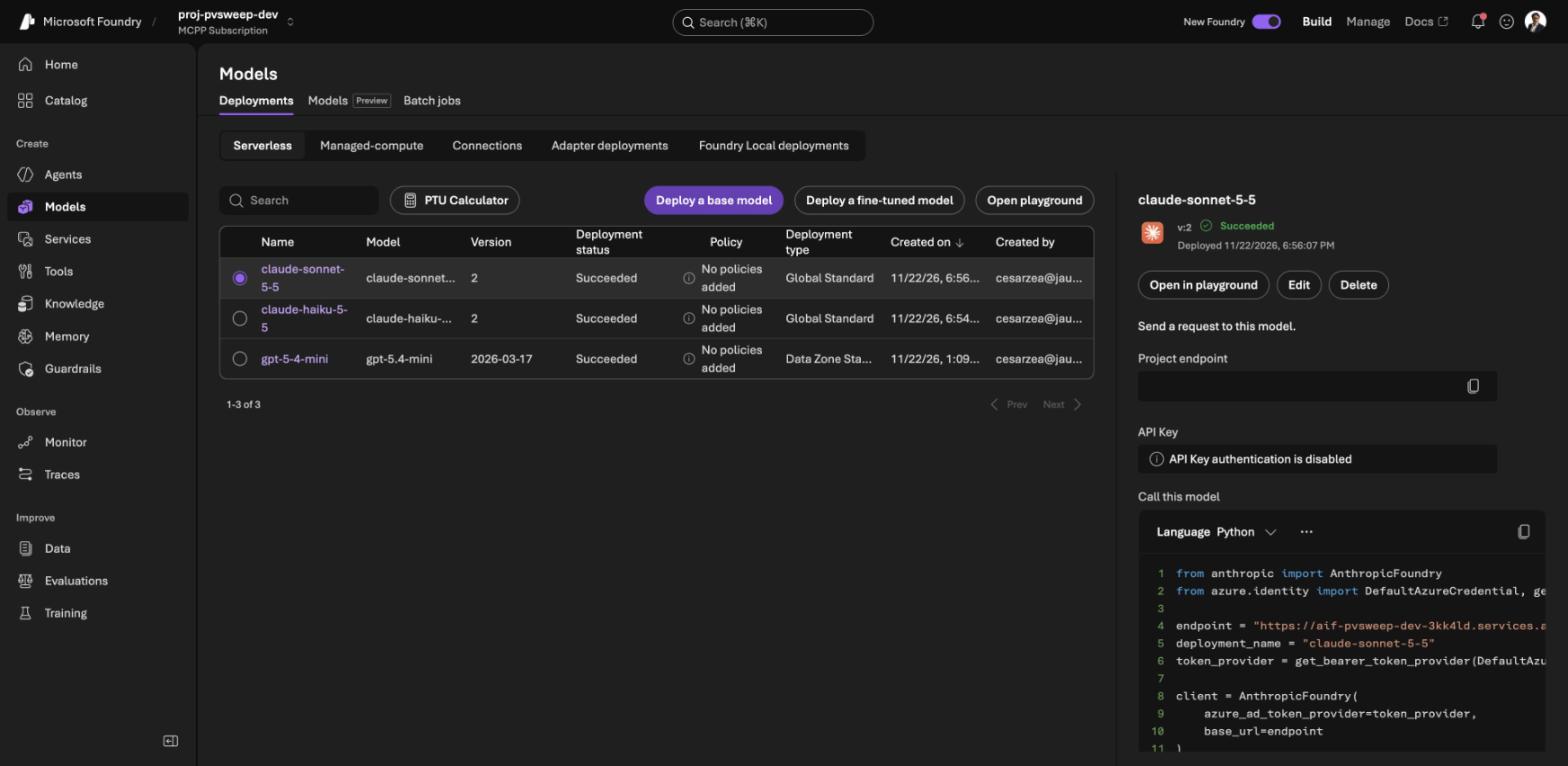 Microsoft Foundry / proj-pvsweep-dev
MCPP Subscription
Search (⌘K)
New Foundry Build Manage Docs
Home
Catalog
Create
Agents
Models
Services
Tools
Knowledge
Memory
Guardrails
Observe
Monitor
Traces
Improve
Data
Evaluations
Training
Models
Deployments Models Preview Batch jobs
Serverless Managed-compute Connections Adapter deployments Foundry Local deployments
Search PTU Calculator Deploy a base model Deploy a fine-tuned model Open playground
Name Model Version Deployment status Policy Deployment type Created on ↓ Created by
claude-sonnet-5-5 claude-sonnet... 2 Succeeded No policies added Global Standard 11/22/26, 6:56... cesarzea@jau...
claude-haiku-5-5 claude-haiku-... 2 Succeeded No policies added Global Standard 11/22/26, 6:54... cesarzea@jau...
gpt-5-4-mini gpt-5.4-mini 2026-03-17 Succeeded No policies added Data Zone Sta... 11/22/26, 1:09... cesarzea@jau...
1-3 of 3 Prev Next
claude-sonnet-5-5
v:2 Succeeded
Deployed 11/22/2026, 6:56:07 PM
Open in playground Edit Delete
Send a request to this model.
Project endpoint
API Key
API Key authentication is disabled
Call this model
Language Python ...
1 from anthropic import AnthropicFoundry
2 from azure.identity import DefaultAzureCredential, ge
3
4 endpoint = "https://aif-pvsweep-dev-3kk4ld.services.a
5 deployment_name = "claude-sonnet-5-5"
6 token_provider = get_bearer_token_provider(DefaultAzu
7
8 client = AnthropicFoundry(
9 azure_ad_token_provider=token_provider,
10 base_url=endpoint
11 )